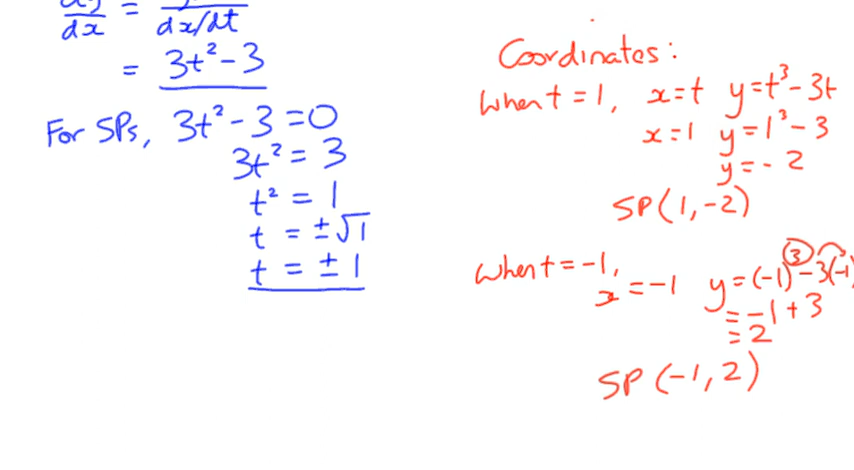 dx = dx/dt
= 3t² - 3
For SPs, 3t² - 3 = 0
3t² = 3
t² = 1
t = ±√1
t = ±1
Coordinates:
When t = 1, x = t y = t³ - 3t
x = 1 y = 1³ - 3
y = - 2
SP (1, -2)
When t = -1,
x = -1 y = (-1)³ - 3(-1)
= -1 + 3
= 2
SP (-1, 2)